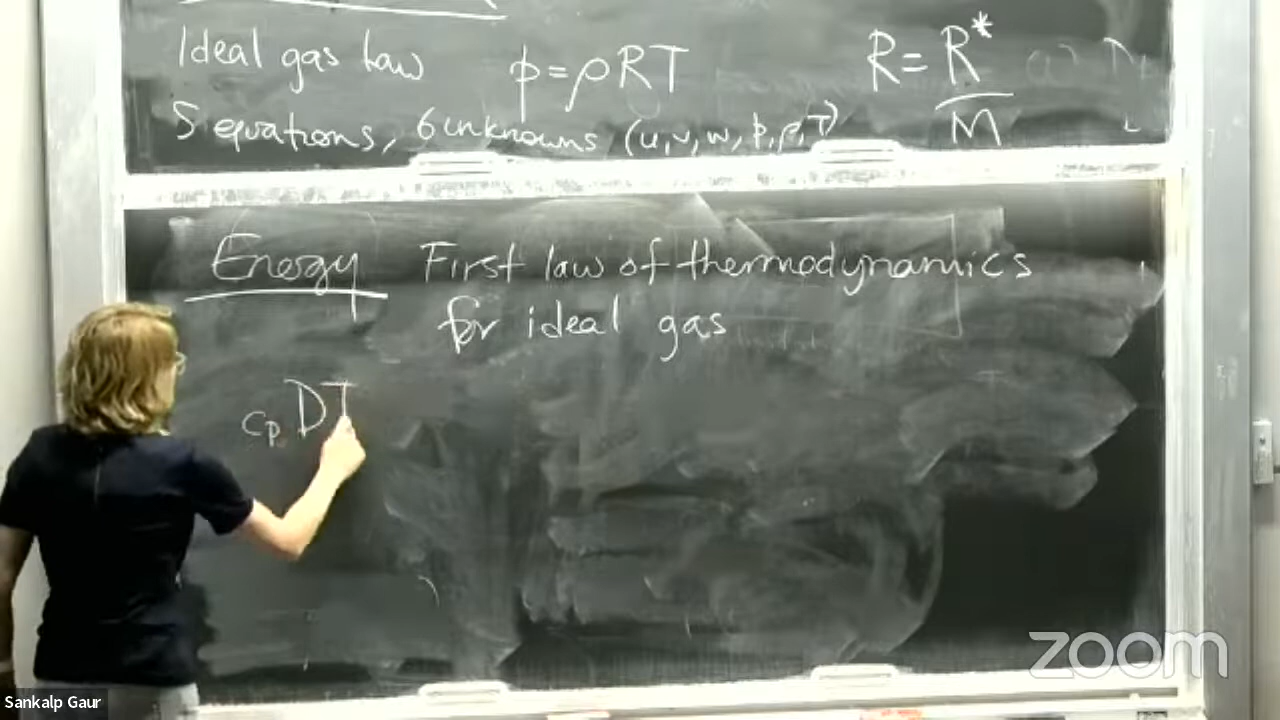 Ideal gas law p = ρRT R = R*/M
5 equations, 6 unknowns (u, v, w, p, ρ, T)
Energy First law of thermodynamics
for ideal gas
cp DT
zoom
Sankalp Gaur